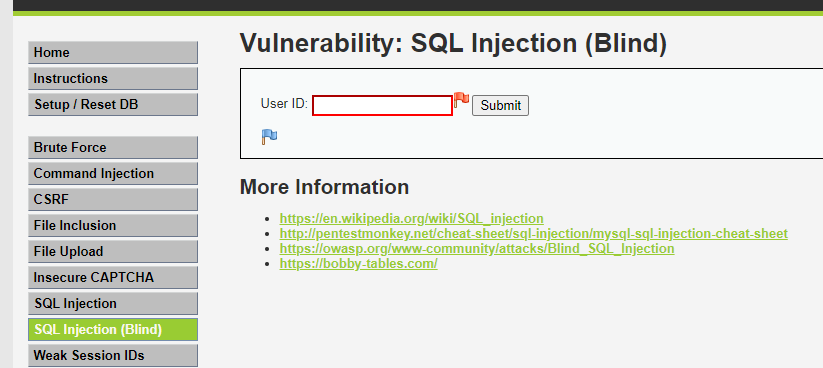 Home
Instructions
Setup / Reset DB
Brute Force
Command Injection
CSRF
File Inclusion
File Upload
Insecure CAPTCHA
SQL Injection
SQL Injection (Blind)
Weak Session IDs
Vulnerability: SQL Injection (Blind)
User ID:
Submit
More Information
https://en.wikipedia.org/wiki/SQL_injection
http://pentestmonkey.net/cheat-sheet/sql-injection/mysql-sql-injection-cheat-sheet
https://owasp.org/www-community/attacks/Blind_SQL_Injection
https://bobby-tables.com/